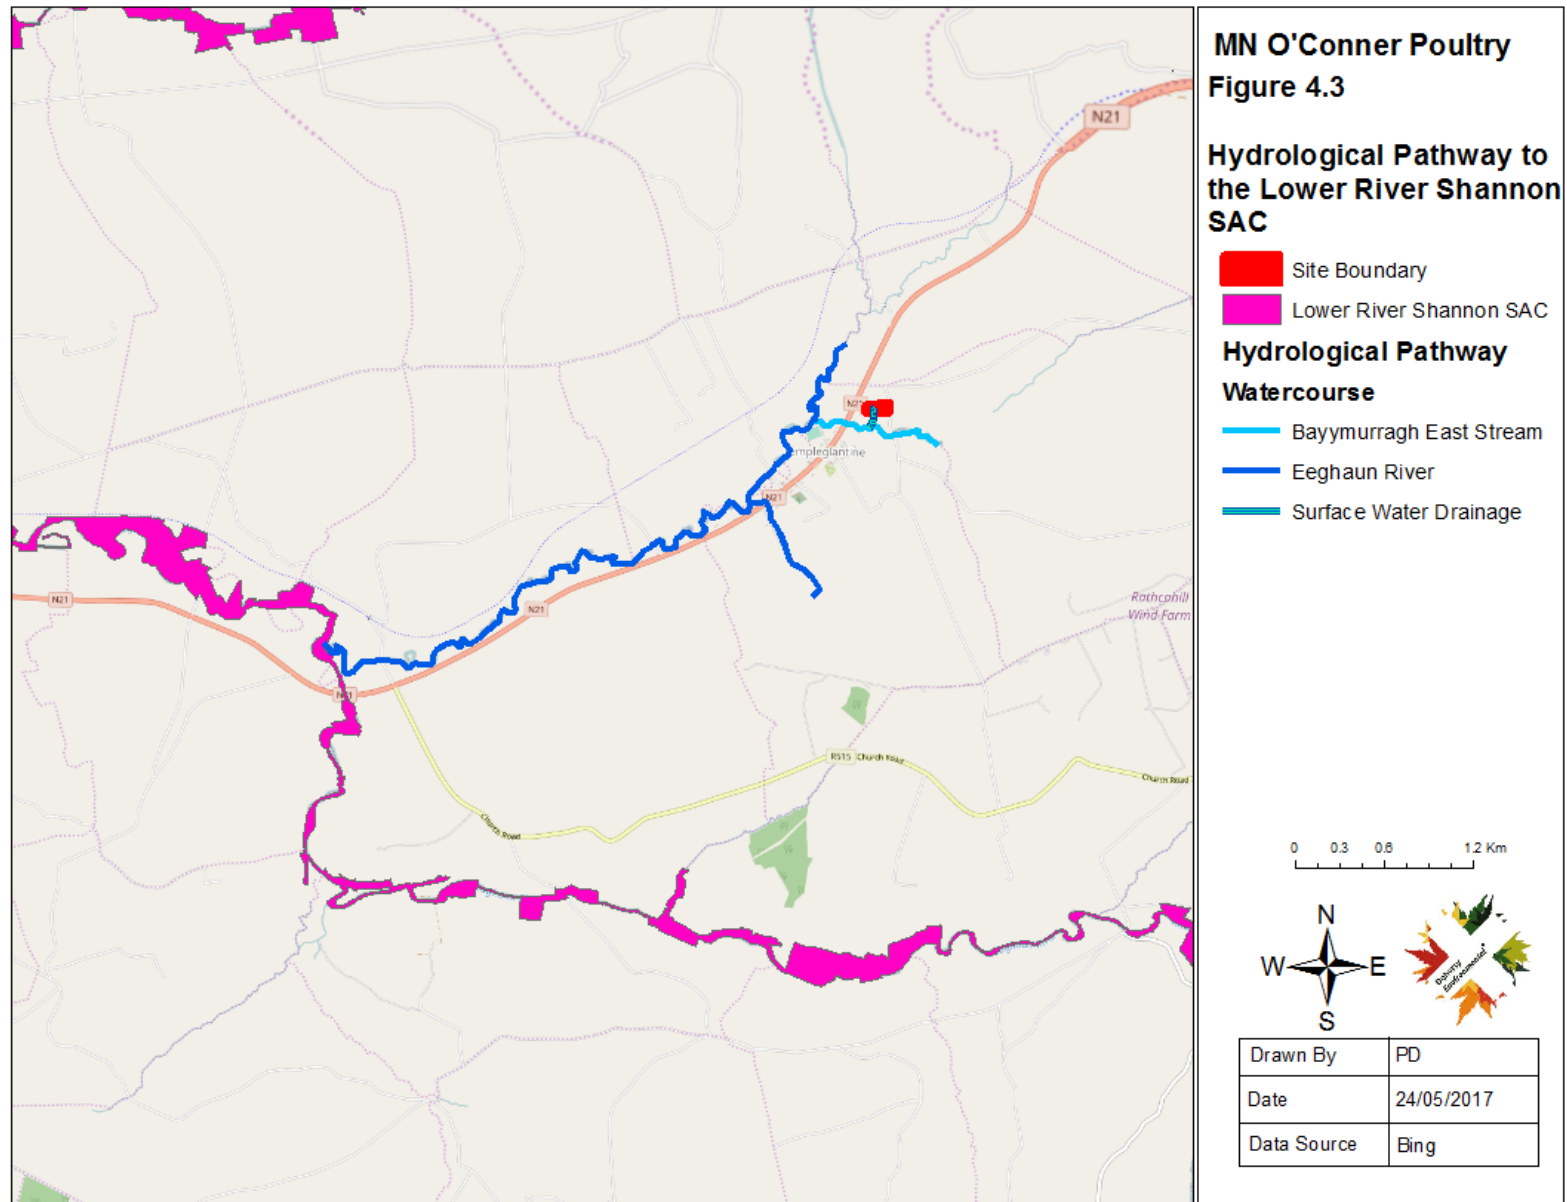 MN O'Conner Poultry
Figure 4.3
Hydrological Pathway to
the Lower River Shannon
SAC
Site Boundary
Lower River Shannon SAC
Hydrological Pathway
Watercourse
Bayymurragh East Stream
Eeghaun River
Surface Water Drainage
0 0.3 0.6 1.2 Km
N
W E
S
Doherty
Environmental
Drawn By PD
Date 24/05/2017
Data Source Bing
N21
N21
emplegiantine
N21
N21
N21
N21
Rathcahill
Wind Farm
R515 Church Road
Church Road
Church Road